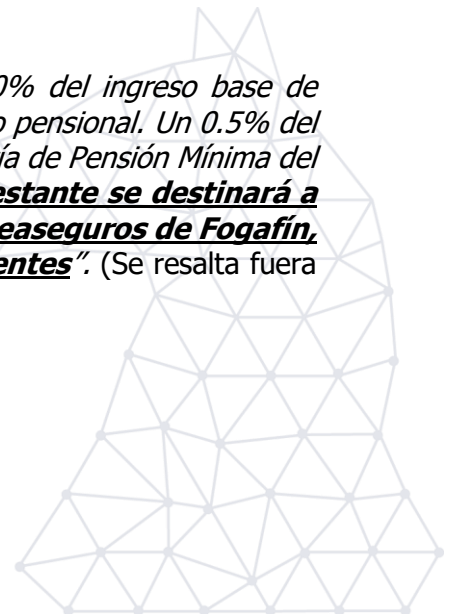 0% del ingreso base de
o pensional. Un 0.5% del
ía de Pensión Mínima del
estante se destinará a
easeguros de Fogafín,
entes". (Se resalta fuera